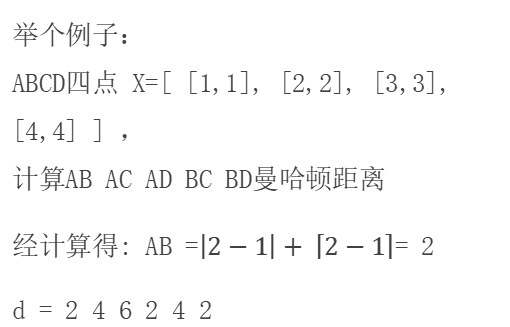 举个例子:
ABCD四点 X=[ [1,1], [2,2], [3,3],
[4,4] ] ，
计算AB AC AD BC BD曼哈顿距离
经计算得: AB =|2 − 1| + ⌈2 − 1⌉= 2
d = 2 4 6 2 4 2